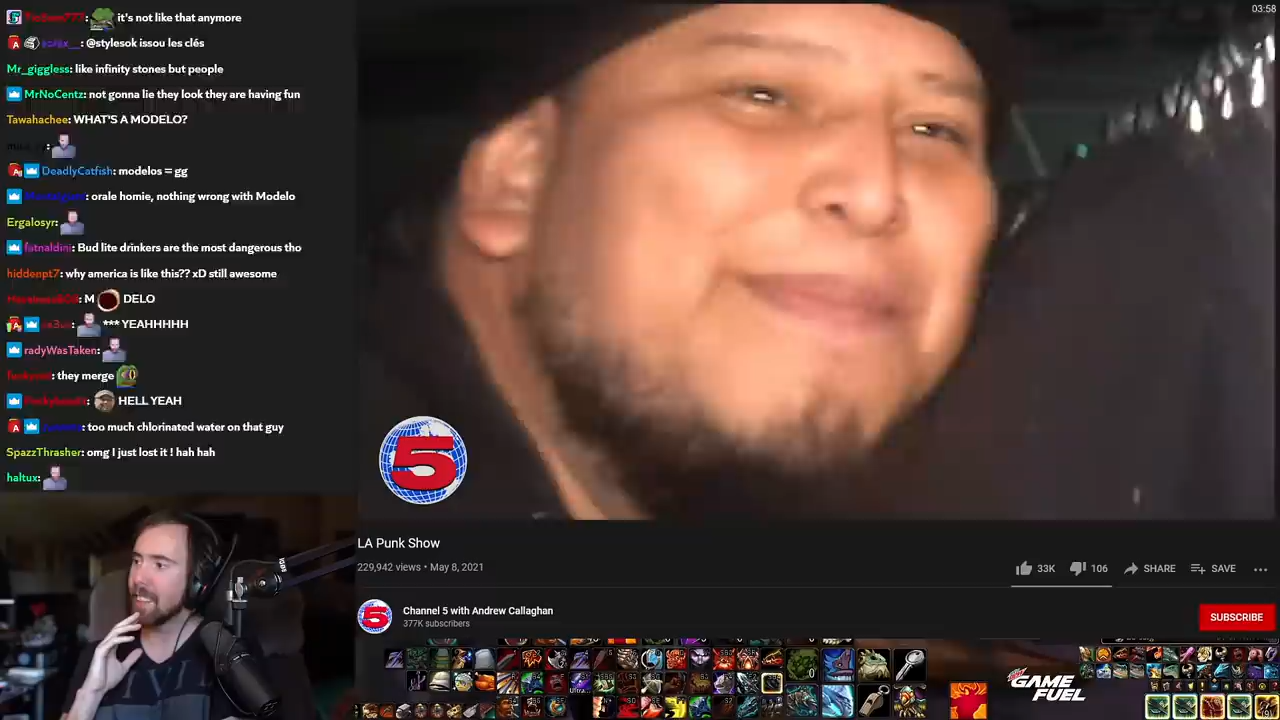 it's not like that anymore
: @stylesok issou les clés
Mr_giggless: like infinity stones but people
MrNoCentz: not gonna lie they look they are having fun
Tawahachee: WHAT'S A MODELO?
DeadlyCatfish: modelos = gg
: orale homie, nothing wrong with Modelo
Ergalosyr:
fatnaldini: Bud lite drinkers are the most dangerous tho
hiddenpt7: why america is like this?? xD still awesome
: M DELO
: *** YEAHHHHH
radyWasTaken:
: they merge
: HELL YEAH
: too much chlorinated water on that guy
SpazzThrasher: omg I just lost it ! hah hah
haltux:
03:58
5
LA Punk Show
229,942 views • May 8, 2021
33K 106 SHARE SAVE
5
Channel 5 with Andrew Callaghan
377K subscribers
SUBSCRIBE
GAME
FUEL